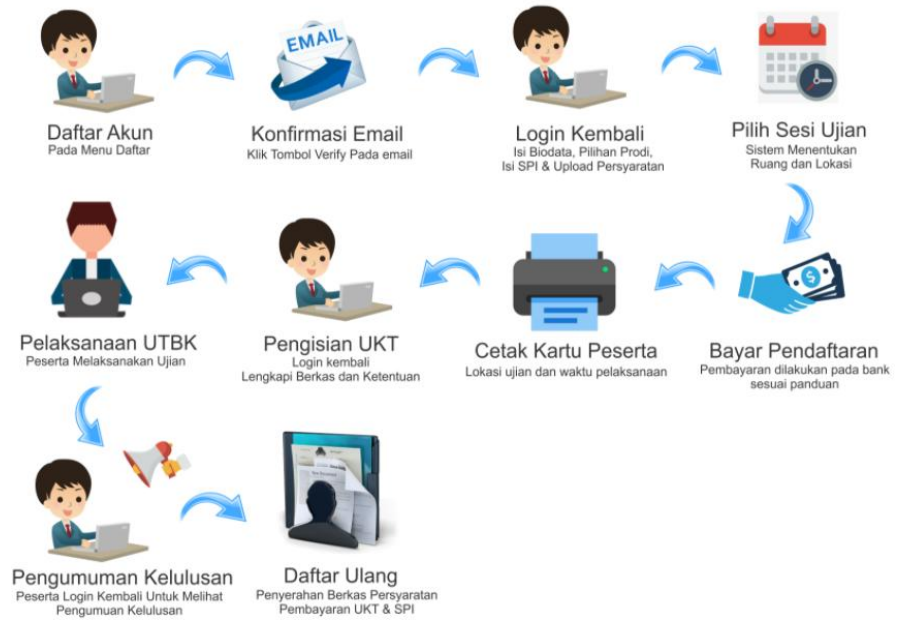 Daftar Akun
Pada Menu Daftar
EMAIL
Konfirmasi Email
Klik Tombol Verify Pada email
Login Kembali
Isi Biodata, Pilihan Prodi,
Isi SPI & Upload Persyaratan
Pilih Sesi Ujian
Sistem Menentukan
Ruang dan Lokasi
Bayar Pendaftaran
Pembayaran dilakukan pada bank
sesuai panduan
Cetak Kartu Peserta
Lokasi ujian dan waktu pelaksanaan
Pengisian UKT
Login kembali
Lengkapi Berkas dan Ketentuan
Pelaksanaan UTBK
Peserta Melaksanakan Ujian
Pengumuman Kelulusan
Peserta Login Kembali Untuk Melihat
Pengumuan Kelulusan
Daftar Ulang
Penyerahan Berkas Persyaratan
Pembayaran UKT & SPI